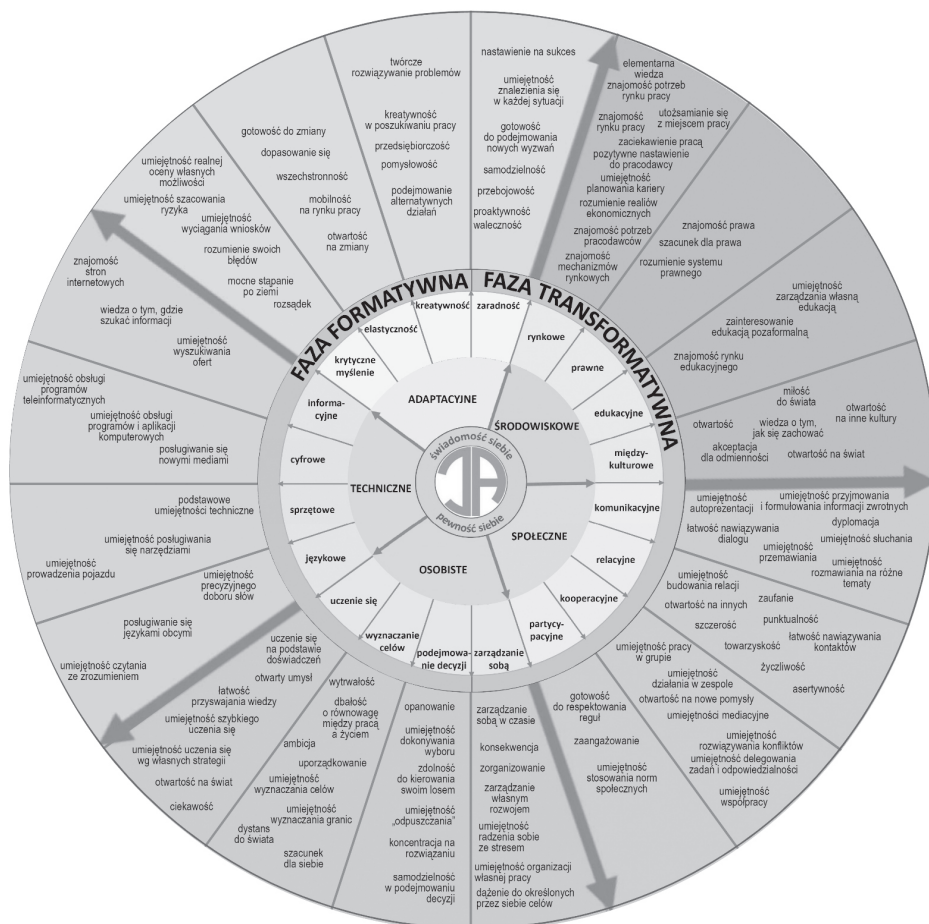 FAZA FORMATYWNA
FAZA TRANSFORMATYWNA
świadomość siebie
JA
pewność siebie
ADAPTACYJNE
ŚRODOWISKOWE
SPOŁECZNE
OSOBISTE
TECHNICZNE
kreatywność
zaradność
rynkowe
prawne
edukacyjne
między-
kulturowe
komunikacyjne
relacyjne
kooperacyjne
partycy-
pacyjne
zarządzanie
sobą
podejmowa-
nie decyzji
wyznaczanie
celów
uczenie się
językowe
sprzętowe
cyfrowe
informa-
cyjne
krytyczne
myślenie
elastyczność
twórcze
rozwiązywanie problemów
kreatywność
w poszukiwaniu pracy
przedsiębiorczość
pomysłowość
podejmowanie
alternatywnych
działań
nastawienie na sukces
umiejętność
znalezienia się
w każdej sytuacji
gotowość
do podejmowania
nowych wyzwań
samodzielność
przebojowość
proaktywność
waleczność
elementarna
wiedza
znajomość potrzeb
rynku pracy
znajomość
rynku pracy
utożsamianie się
z miejscem pracy
zaciekawienie pracą
pozytywne nastawienie
do pracodawcy
umiejętność
planowania kariery
rozumienie realiów
ekonomicznych
znajomość potrzeb
pracodawców
znajomość
mechanizmów
rynkowych
znajomość prawa
szacunek dla prawa
rozumienie systemu
prawnego
umiejętność
zarządzania własną
edukacją
zainteresowanie
edukacją pozaformalną
znajomość rynku
edukacyjnego
miłość
do świata
otwartość
na inne kultury
otwartość
wiedza o tym,
jak się zachować
akceptacja
dla odmienności
otwartość na świat
umiejętność
autoprezentacji
umiejętność przyjmowania
i formułowania informacji zwrotnych
dyplomacja
łatwość nawiązywania
dialogu
umiejętność słuchania
umiejętność
przemawiania
umiejętność
rozmawiania na różne
tematy
umiejętność
budowania relacji
zaufanie
otwartość na innych
punktualność
szczerość
łatwość nawiązywania
kontaktów
towarzyskość
życzliwość
asertywność
umiejętność pracy
w grupie
umiejętność
działania w zespole
otwartość na nowe pomysły
umiejętności mediacyjne
umiejętność
rozwiązywania konfliktów
umiejętność delegowania
zadań i odpowiedzialności
umiejętność
współpracy
gotowość
do respektowania
reguł
zaangażowanie
umiejętność
stosowania norm
społecznych
zarządzanie
sobą w czasie
konsekwencja
zorganizowanie
zarządzanie
własnym
rozwojem
umiejętność
radzenia sobie
ze stresem
umiejętność organizacji
własnej pracy
dążenie do określonych
przez siebie celów
opanowanie
umiejętność
dokonywania
wyboru
zdolność
do kierowania
swoim losem
umiejętność
„odpuszczania”
koncentracja na
rozwiązaniu
samodzielność
w podejmowaniu
decyzji
wytrwałość
dbałość
o równowagę
między pracą
a życiem
ambicja
uporządkowanie
umiejętność
wyznaczania celów
umiejętność
wyznaczania granic
dystans
do świata
szacunek
dla siebie
uczenie się
na podstawie
doświadczeń
otwarty umysł
łatwość
przyswajania wiedzy
umiejętność szybkiego
uczenia się
umiejętność uczenia się
wg własnych strategii
otwartość na świat
ciekawość
umiejętność
precyzyjnego
doboru słów
posługiwanie się
językami obcymi
umiejętność czytania
ze zrozumieniem
podstawowe
umiejętności techniczne
umiejętność posługiwania
się narzędziami
umiejętność
prowadzenia pojazdu
umiejętność obsługi
programów
teleinformatycznych
umiejętność obsługi
programów i aplikacji
komputerowych
posługiwanie się
nowymi mediami
znajomość
stron
internetowych
wiedza o tym, gdzie
szukać informacji
umiejętność
wyszukiwania
ofert
umiejętność realnej
oceny własnych
możliwości
umiejętność szacowania
ryzyka
umiejętność
wyciągania wniosków
rozumienie swoich
błędów
mocne stąpanie
po ziemi
rozsądek
gotowość do zmiany
dopasowanie się
wszechstronność
mobilność
na rynku pracy
otwartość
na zmiany